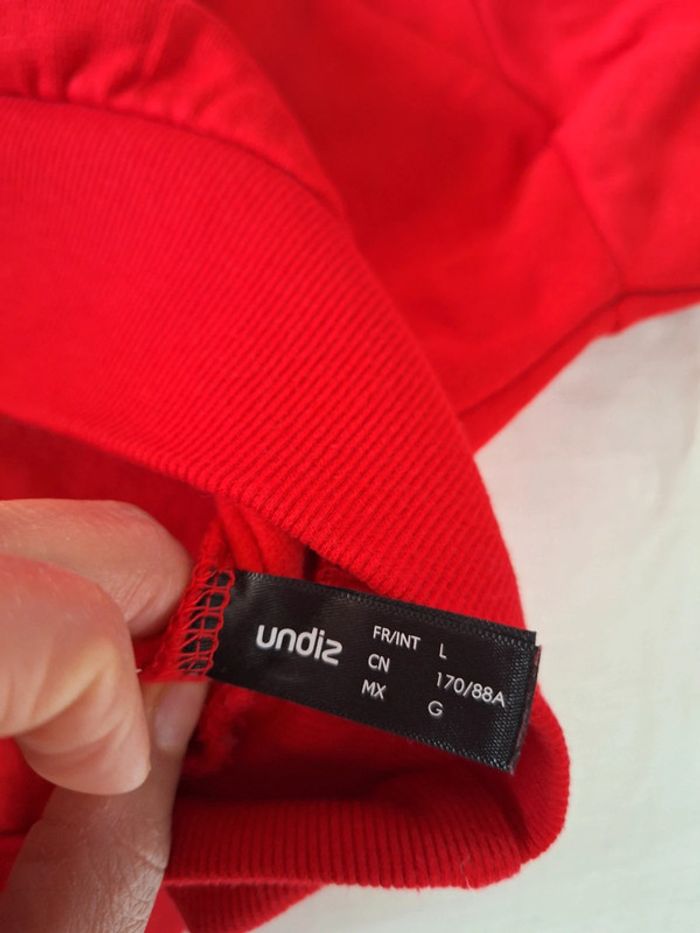 undiz
FR/INT L
CN 170/88A
MX G